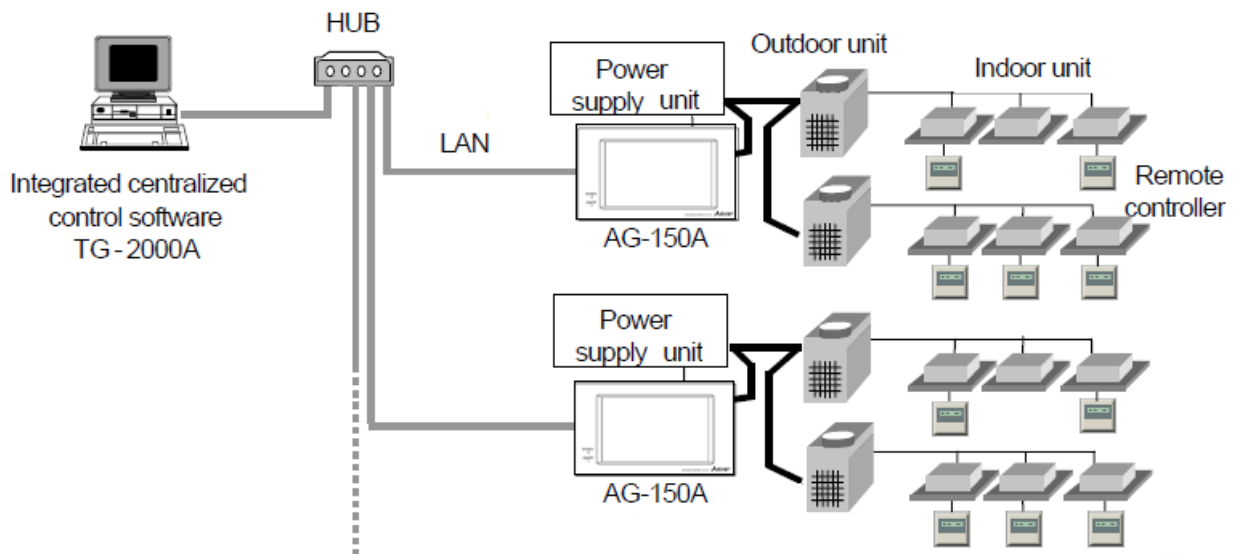 HUB
Outdoor unit
Indoor unit
Power
supply unit
LAN
Integrated centralized
control software
TG-2000A
Remote
controller
AG-150A
Power
supply unit
AG-150A